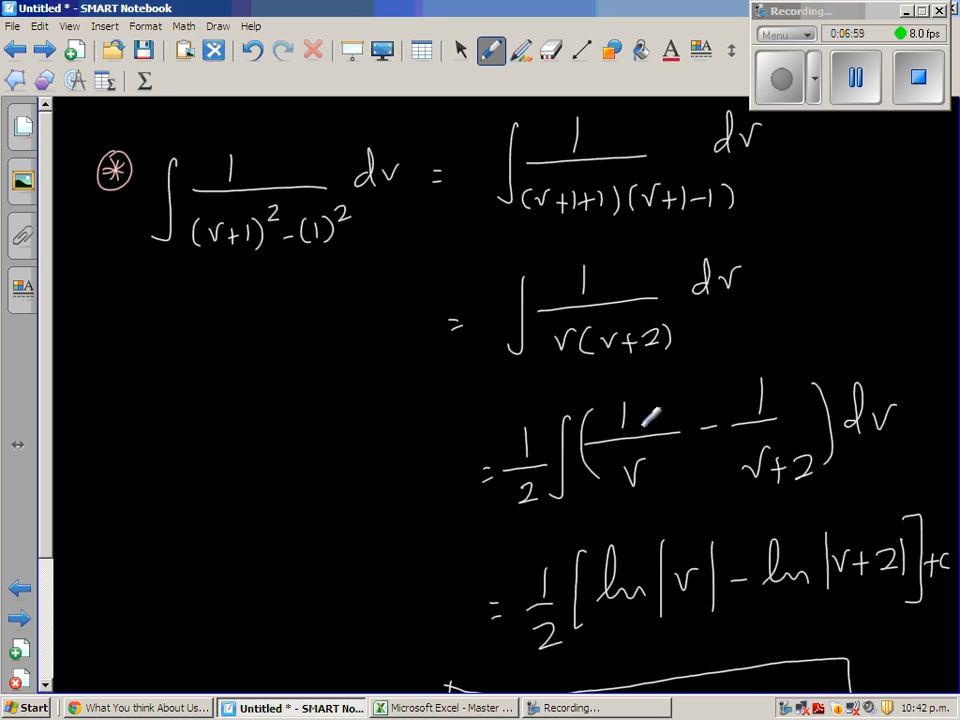 Untitled * - SMART Notebook
File Edit View Insert Format Math Draw Help
Recording...
Menu 0:06:59 8.0 fps
∫ 1/((v+1)² - (1)²) dv = ∫ 1/((v+1+1)(v+1-1)) dv
= ∫ 1/(v(v+2)) dv
= 1/2 ∫ (1/v - 1/(v+2)) dv
= 1/2 [ln|v| - ln|v+2|] + c
Start What You think About Us... Untitled * - SMART No... Microsoft Excel - Master ... Recording... 10:42 p.m.